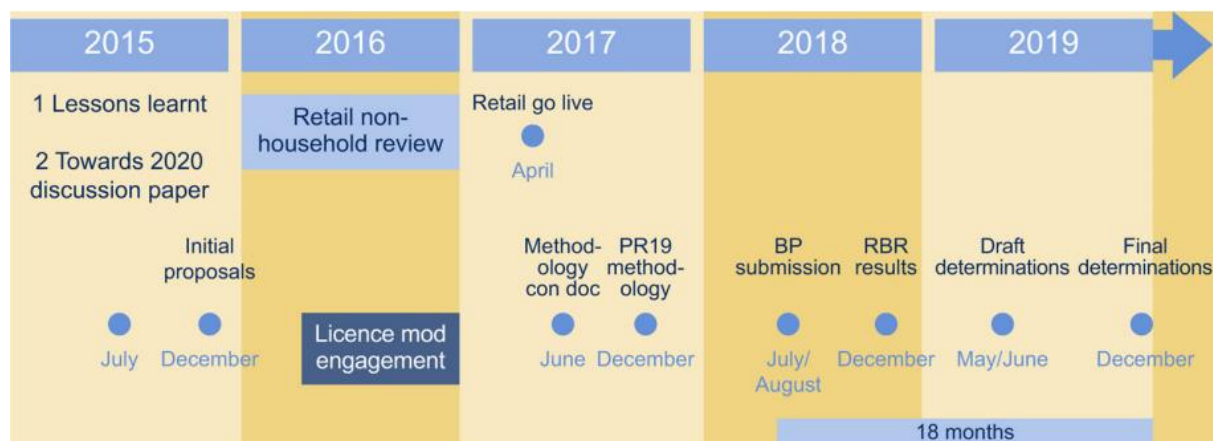 2015
2016
2017
2018
2019
1 Lessons learnt
2 Towards 2020
discussion paper
Retail non-
household review
Retail go live
April
Initial
proposals
July
December
Licence mod
engagement
Method-
ology
con doc
June
PR19
method-
ology
December
BP
submission
July/
August
RBR
results
December
Draft
determinations
May/June
Final
determinations
December
18 months